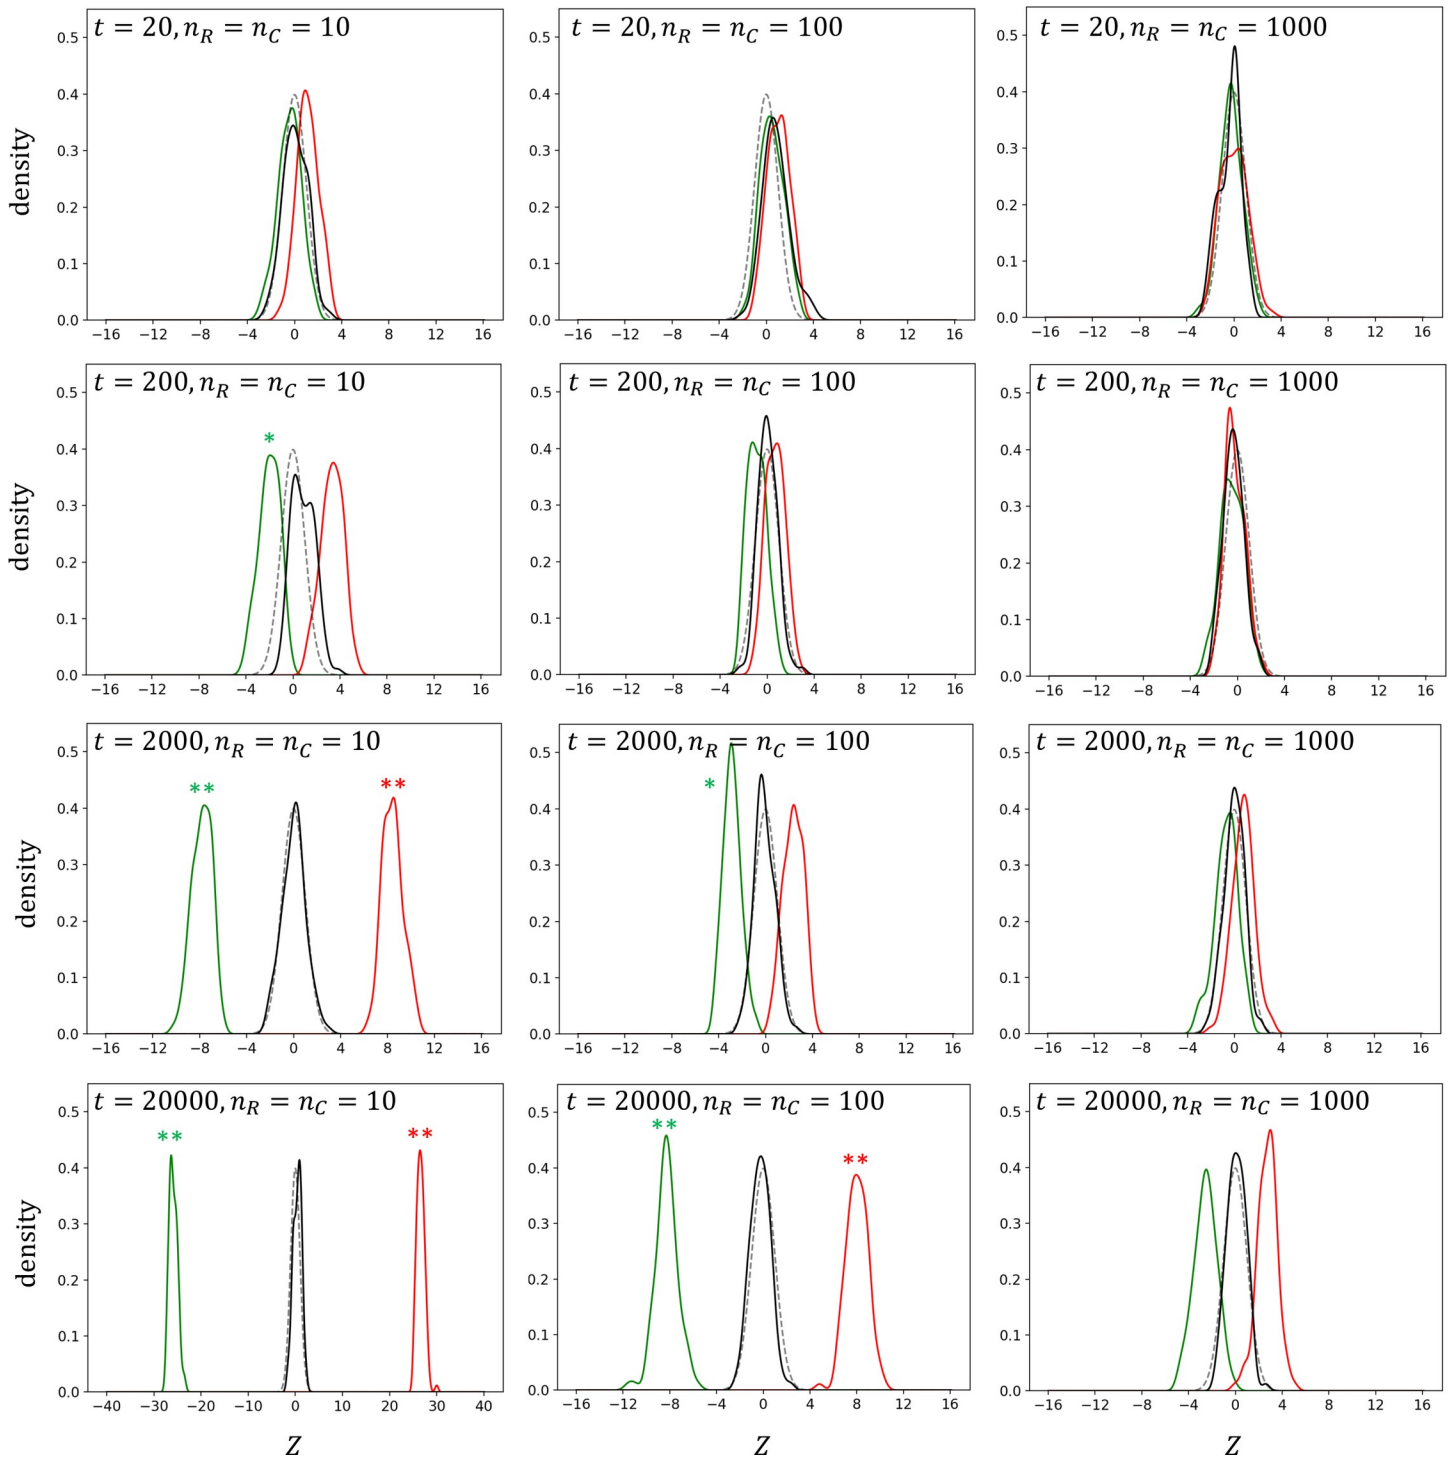 t = 20, n_R = n_C = 10
t = 20, n_R = n_C = 100
t = 20, n_R = n_C = 1000
density
0.5
0.4
0.3
0.2
0.1
0.0
−16 −12 −8 −4 0 4 8 12 16
0.5
0.4
0.3
0.2
0.1
0.0
−16 −12 −8 −4 0 4 8 12 16
0.5
0.4
0.3
0.2
0.1
0.0
−16 −12 −8 −4 0 4 8 12 16
t = 200, n_R = n_C = 10
t = 200, n_R = n_C = 100
t = 200, n_R = n_C = 1000
density
0.5
*
0.4
0.3
0.2
0.1
0.0
−16 −12 −8 −4 0 4 8 12 16
0.5
0.4
0.3
0.2
0.1
0.0
−16 −12 −8 −4 0 4 8 12 16
0.5
0.4
0.3
0.2
0.1
0.0
−16 −12 −8 −4 0 4 8 12 16
t = 2000, n_R = n_C = 10
t = 2000, n_R = n_C = 100
t = 2000, n_R = n_C = 1000
density
0.5
** **
0.4
0.3
0.2
0.1
0.0
−16 −12 −8 −4 0 4 8 12 16
0.5
*
0.4
0.3
0.2
0.1
0.0
−16 −12 −8 −4 0 4 8 12 16
0.5
0.4
0.3
0.2
0.1
0.0
−16 −12 −8 −4 0 4 8 12 16
t = 20000, n_R = n_C = 10
t = 20000, n_R = n_C = 100
t = 20000, n_R = n_C = 1000
density
0.5
** **
0.4
0.3
0.2
0.1
0.0
−40 −30 −20 −10 0 10 20 30 40
Z
0.5
**
**
0.4
0.3
0.2
0.1
0.0
−16 −12 −8 −4 0 4 8 12 16
Z
0.5
0.4
0.3
0.2
0.1
0.0
−16 −12 −8 −4 0 4 8 12 16
Z